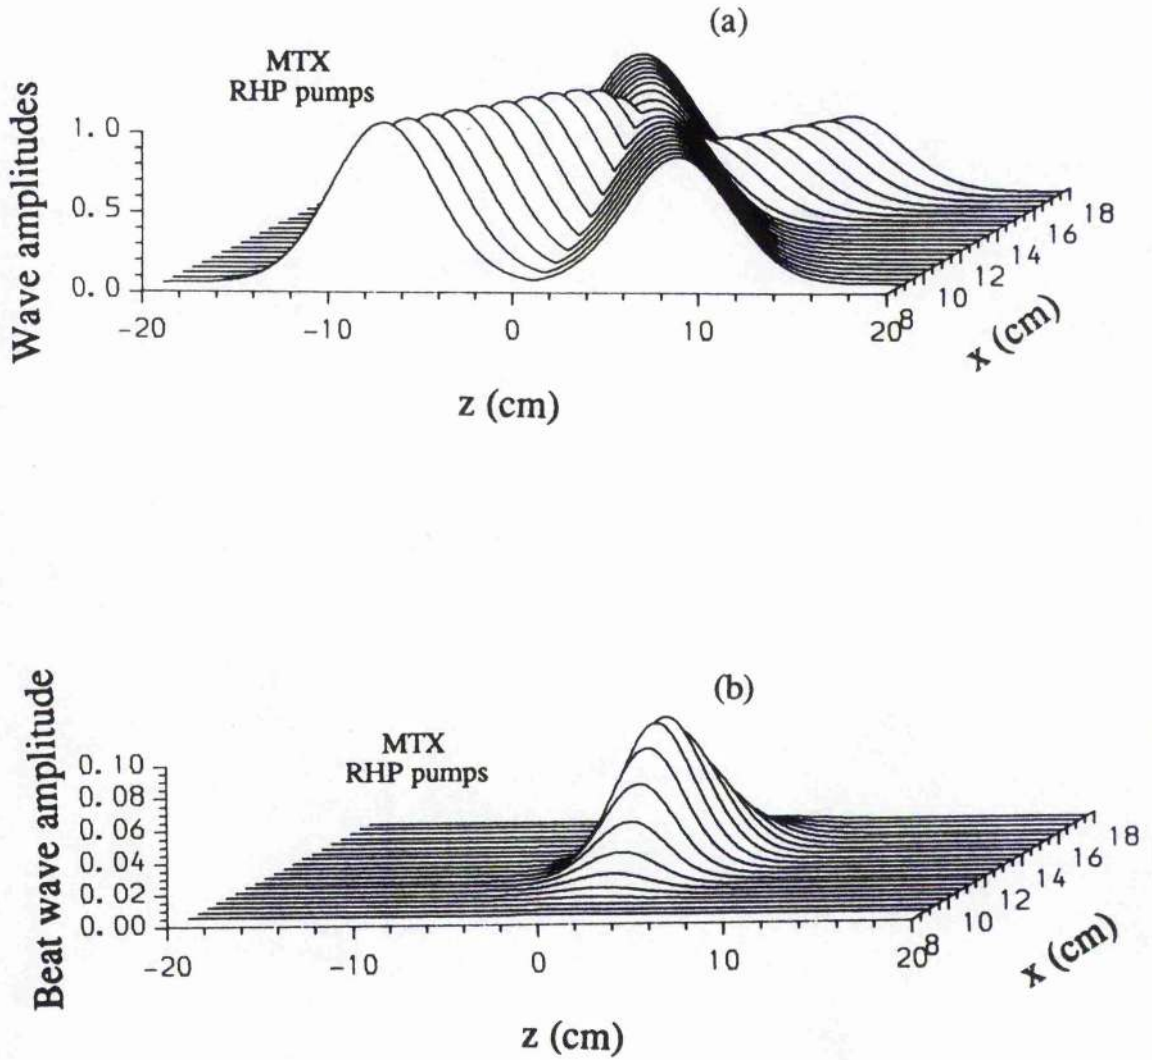 (a)
MTX
RHP pumps
Wave amplitudes
1.0
0.5
0.0
-20
-10
0
10
20
8
10
12
14
16
18
x (cm)
z (cm)
(b)
MTX
RHP pumps
Beat wave amplitude
0.10
0.08
0.06
0.04
0.02
0.00
-20
-10
0
10
20
8
10
12
14
16
18
x (cm)
z (cm)